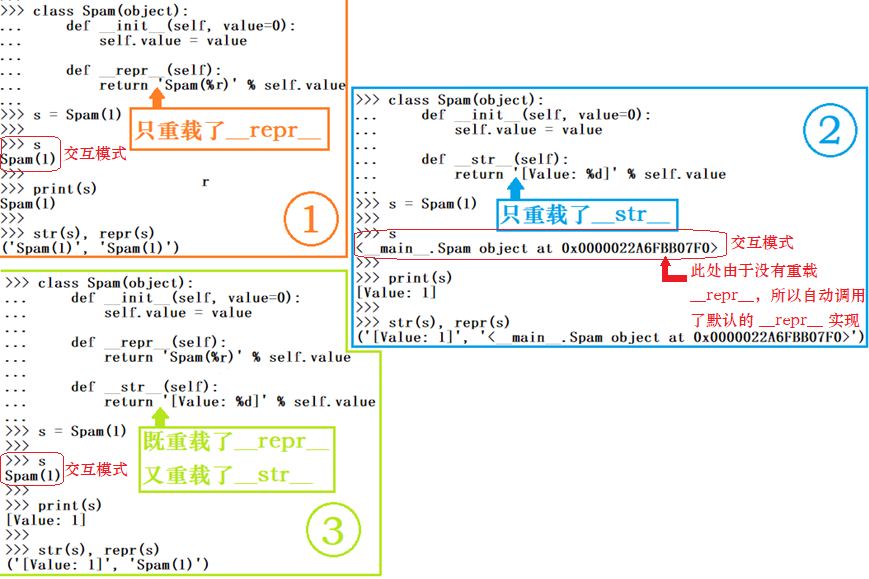 >>> class Spam(object):
...     def __init__(self, value=0):
...         self.value = value
...
...     def __repr__(self):
...         return 'Spam(%r)' % self.value
...
>>> s = Spam(1)
只重载了__repr__
>>>
>>> s
Spam(1)
交互模式
>>>
>>> print(s)
r
Spam(1)
>>>
>>> str(s), repr(s)
('Spam(1)', 'Spam(1)')
①
>>> class Spam(object):
...     def __init__(self, value=0):
...         self.value = value
...
...     def __str__(self):
...         return '[Value: %d]' % self.value
...
②
>>> s = Spam(1)
只重载了__str__
>>>
>>> s
<__main__.Spam object at 0x0000022A6FBB07F0>
交互模式
>>>
>>> print(s)
[Value: 1]
>>>
>>> str(s), repr(s)
('[Value: 1]', '<__main__.Spam object at 0x0000022A6FBB07F0>')
此处由于没有重载
__repr__，所以自动调用
了默认的 __repr__ 实现
>>> class Spam(object):
...     def __init__(self, value=0):
...         self.value = value
...
...     def __repr__(self):
...         return 'Spam(%r)' % self.value
...
...     def __str__(self):
...         return '[Value: %d]' % self.value
...
>>> s = Spam(1)
既重载了__repr__
又重载了__str__
>>>
>>> s
Spam(1)
交互模式
>>>
>>> print(s)
[Value: 1]
>>>
>>> str(s), repr(s)
('[Value: 1]', 'Spam(1)')
③